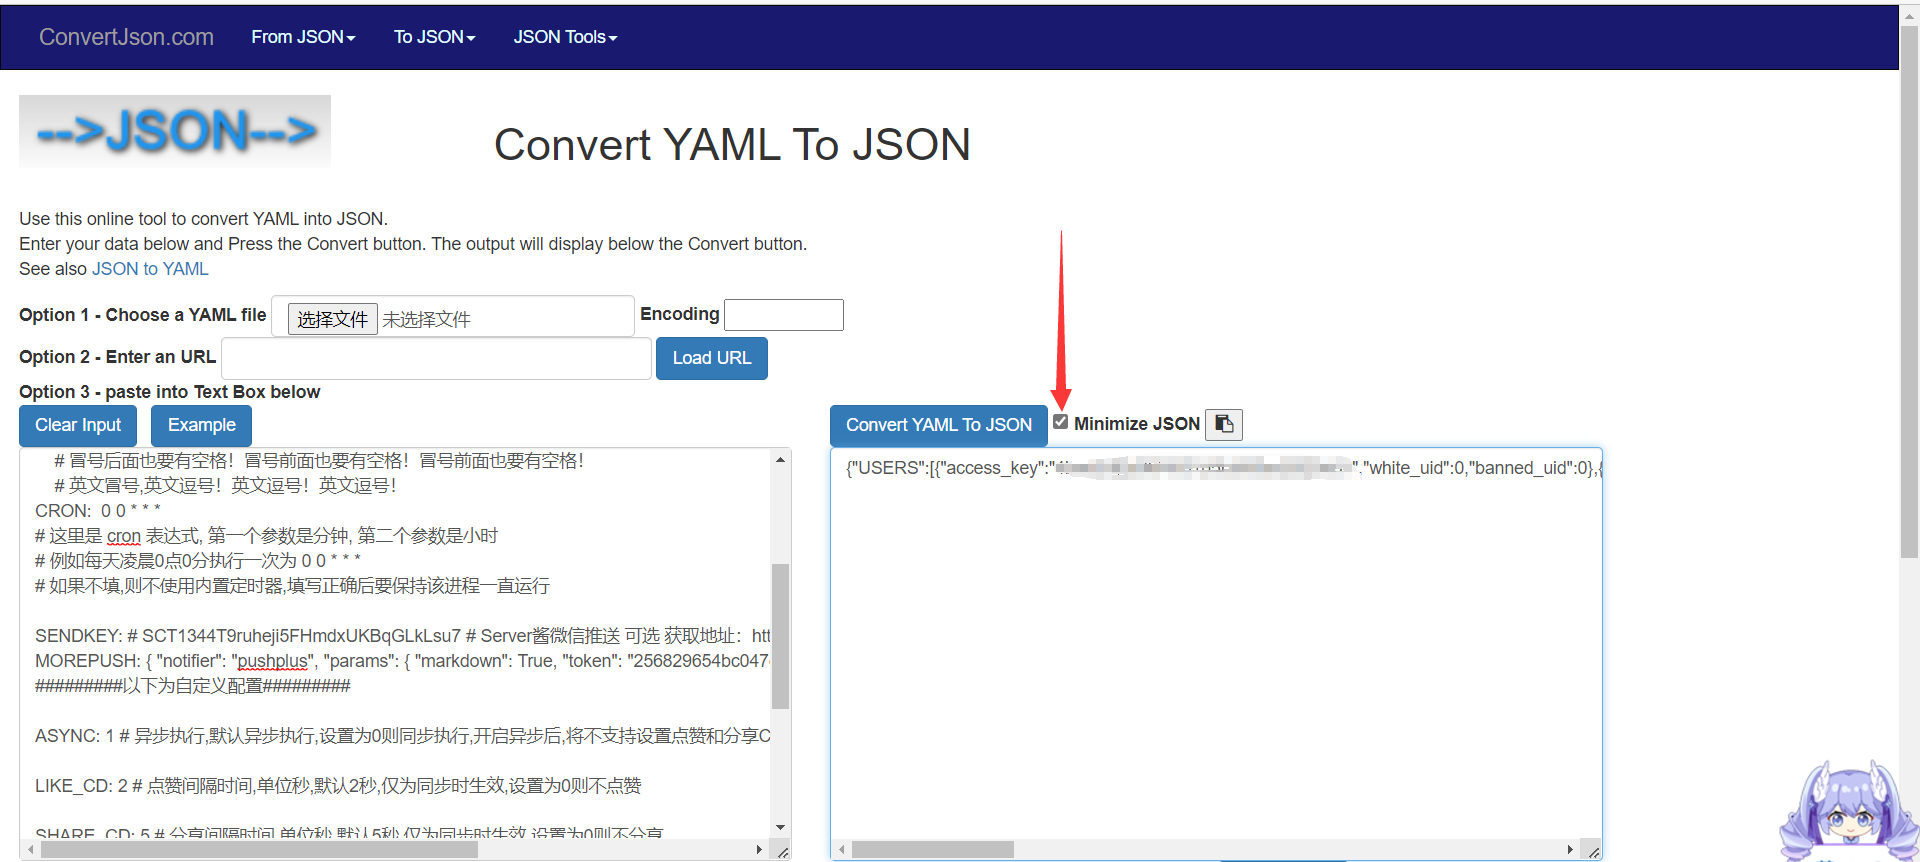 ConvertJson.com From JSON To JSON JSON Tools
-->JSON-->
Convert YAML To JSON
Use this online tool to convert YAML into JSON.
Enter your data below and Press the Convert button. The output will display below the Convert button.
See also JSON to YAML
Option 1 - Choose a YAML file 选择文件 未选择文件 Encoding
Option 2 - Enter an URL Load URL
Option 3 - paste into Text Box below
Clear Input Example
Convert YAML To JSON Minimize JSON
# 冒号后面也要有空格！冒号前面也要有空格！冒号前面也要有空格！
# 英文冒号,英文逗号！英文逗号！英文逗号！
CRON: 0 0 * * *
# 这里是 cron 表达式, 第一个参数是分钟, 第二个参数是小时
# 例如每天凌晨0点0分执行一次为 0 0 * * *
# 如果不填,则不使用内置定时器,填写正确后要保持该进程一直运行
SENDKEY: # SCT1344T9ruheji5FHmdxUKBqGLkLsu7 # Server酱微信推送 可选 获取地址：htt
MOREPUSH: { "notifier": "pushplus", "params": { "markdown": True, "token": "256829654bc047
#########以下为自定义配置#########
ASYNC: 1 # 异步执行,默认异步执行,设置为0则同步执行,开启异步后,将不支持设置点赞和分享C
LIKE_CD: 2 # 点赞间隔时间,单位秒,默认2秒,仅为同步时生效,设置为0则不点赞
SHARE_CD: 5 # 分享间隔时间,单位秒,默认5秒,仅为同步时生效,设置为0则不分享
{"USERS":[{"access_key":" ","white_uid":0,"banned_uid":0},{